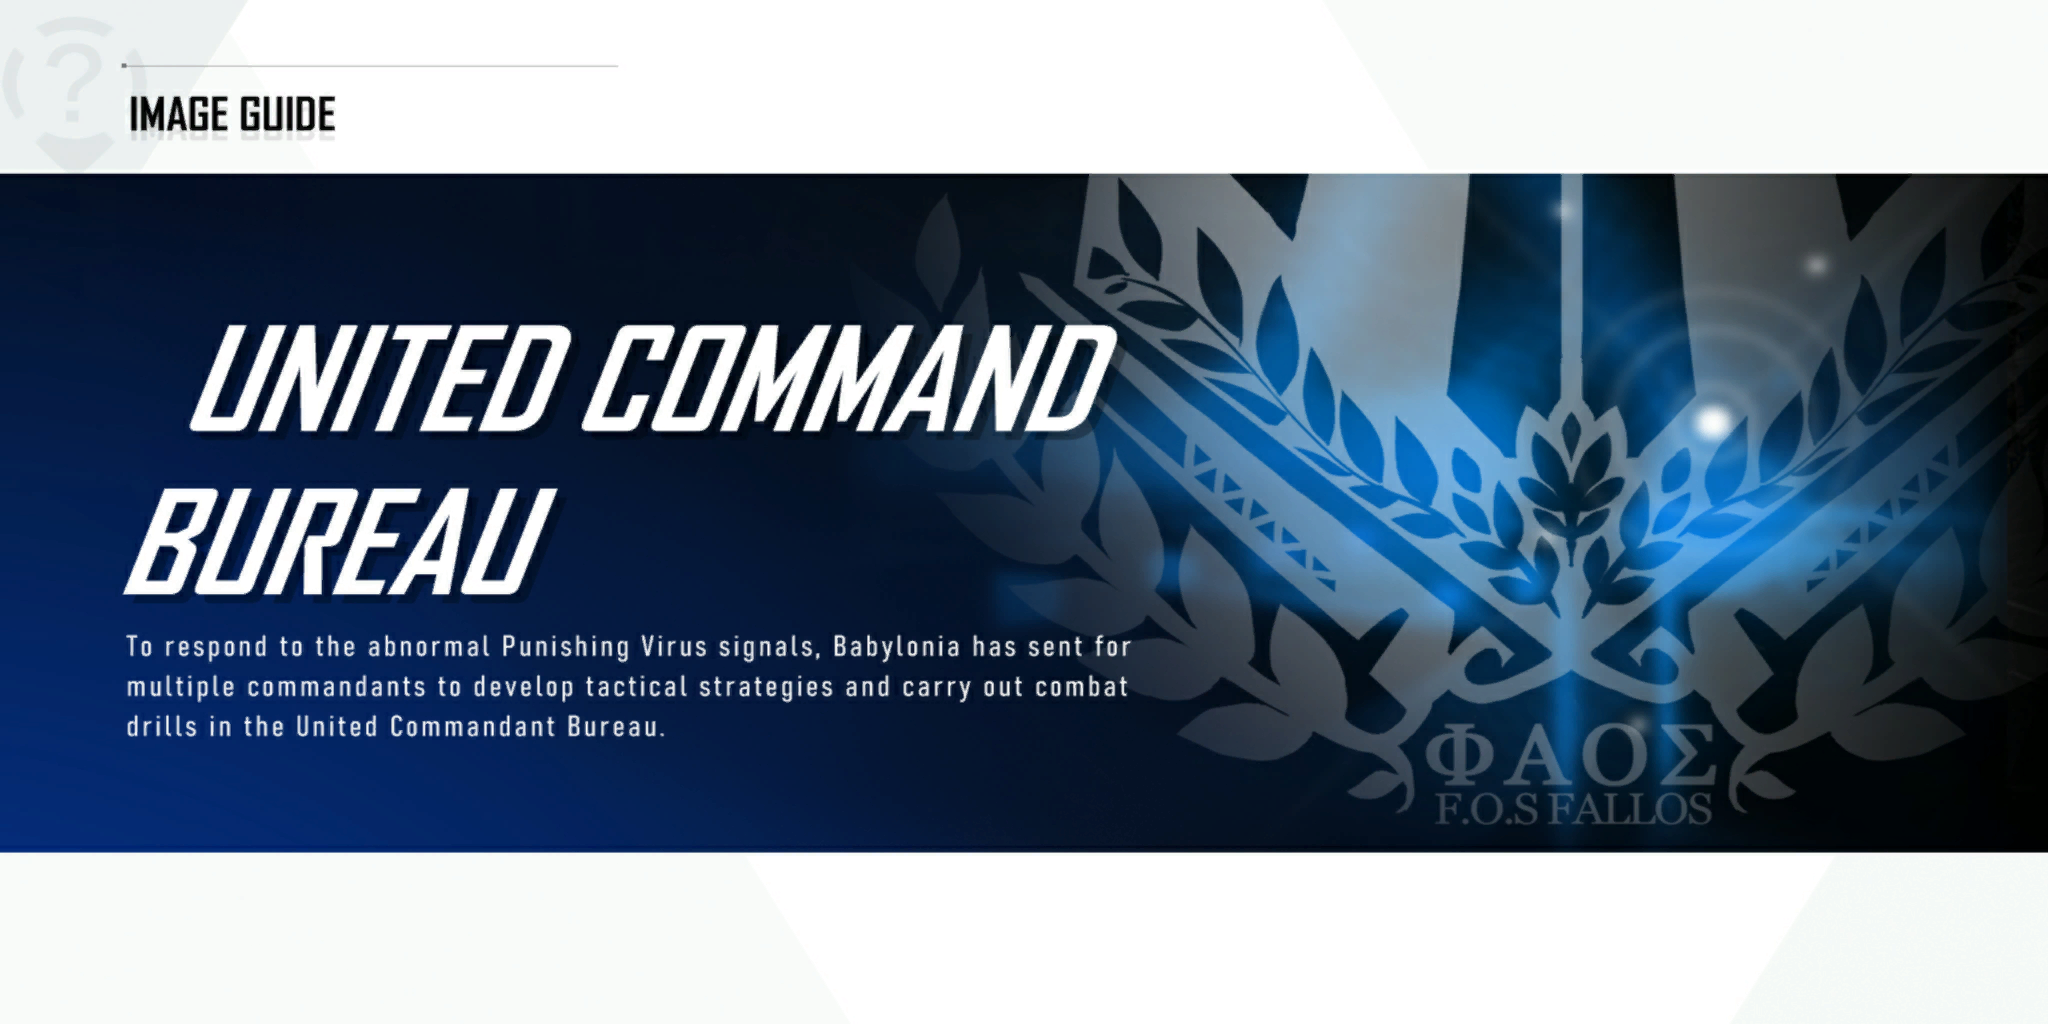 IMAGE GUIDE
UNITED COMMAND
BUREAU
To respond to the abnormal Punishing Virus signals, Babylonia has sent for
multiple commandants to develop tactical strategies and carry out combat
drills in the United Commandant Bureau.
ΦΑΟΣ
F.O.S FALLOS